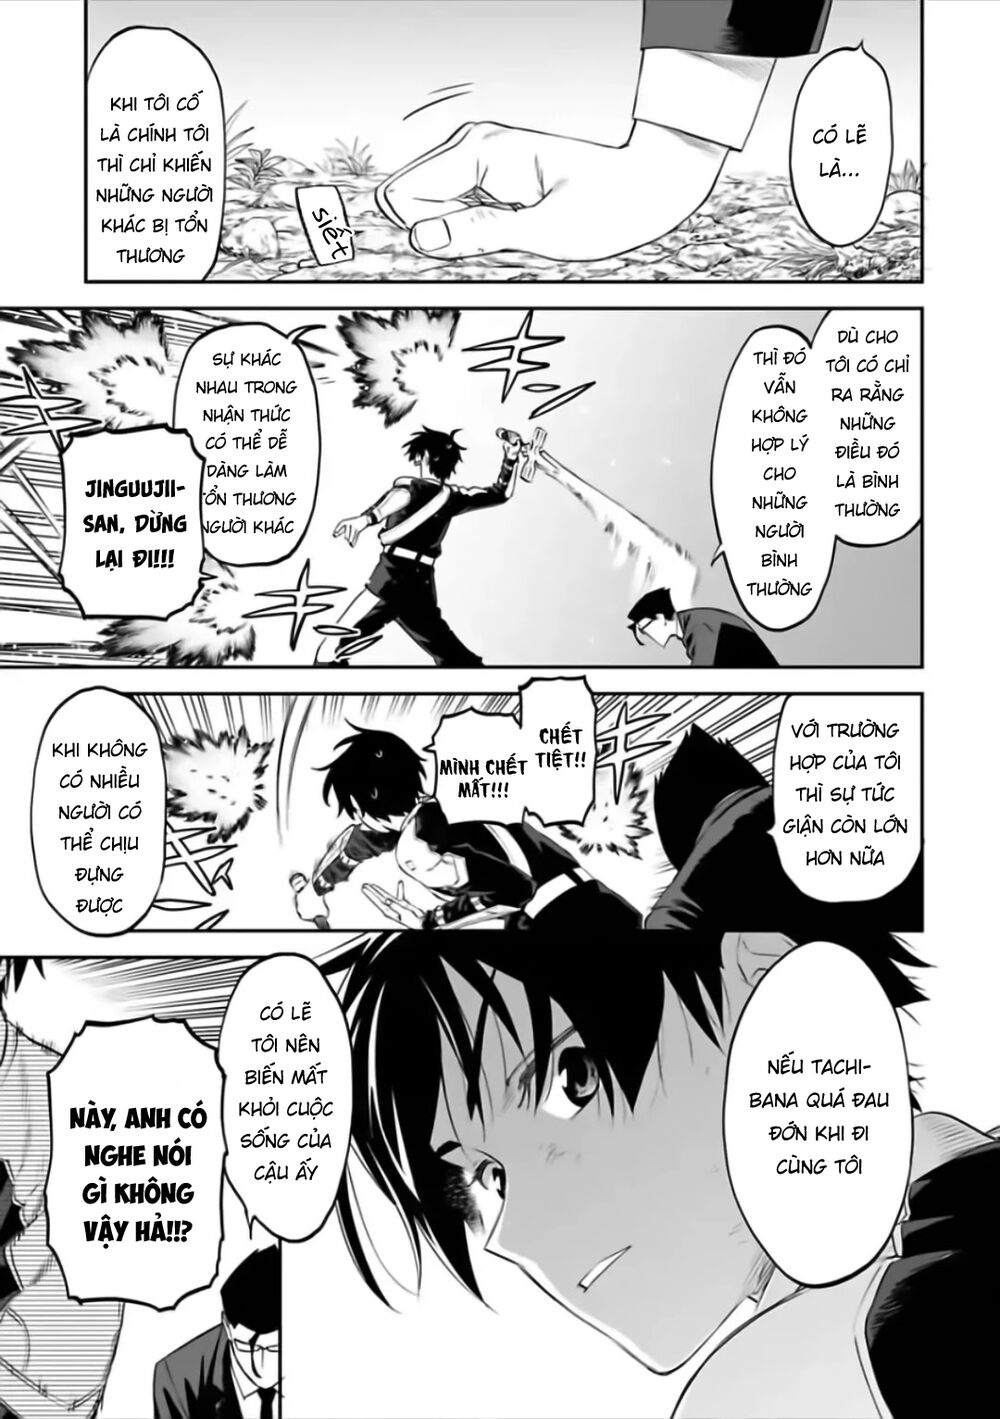 CÓ LẼ
LÀ...
KHI TÔI CỐ
LÀ CHÍNH TÔI
THÌ CHỈ KHIẾN
NHỮNG NGƯỜI
KHÁC BỊ TỔN
THƯƠNG
siết
DÙ CHO
TÔI CÓ CHỈ
RA RẰNG
NHỮNG
ĐIỀU ĐÓ
LÀ BÌNH
THƯỜNG
THÌ ĐÓ
VẪN
KHÔNG
HỢP LÝ
CHO
NHỮNG
NGƯỜI
BÌNH
THƯỜNG
SỰ KHÁC
NHAU TRONG
NHẬN THỨC
CÓ THỂ DỄ
DÀNG LÀM
TỔN THƯƠNG
NGƯỜI KHÁC
JINGUUJII-
SAN, DỪNG
LẠI ĐI!!!
VỚI TRƯỜNG
HỢP CỦA TÔI
THÌ SỰ TỨC
GIẬN CÒN LỚN
HƠN NỮA
CHẾT
TIỆT!!
MÌNH CHẾT
MẤT!!!
KHI KHÔNG
CÓ NHIỀU
NGƯỜI CÓ
THỂ CHỊU
ĐỰNG
ĐƯỢC
NẾU TACHI-
BANA QUÁ ĐAU
ĐỚN KHI ĐI
CÙNG TÔI
CÓ LẼ
TÔI NÊN
BIẾN MẤT
KHỎI CUỘC
SỐNG CỦA
CẬU ẤY
NÀY, ANH CÓ
NGHE NÓI
GÌ KHÔNG
VẬY HẢ!!!?